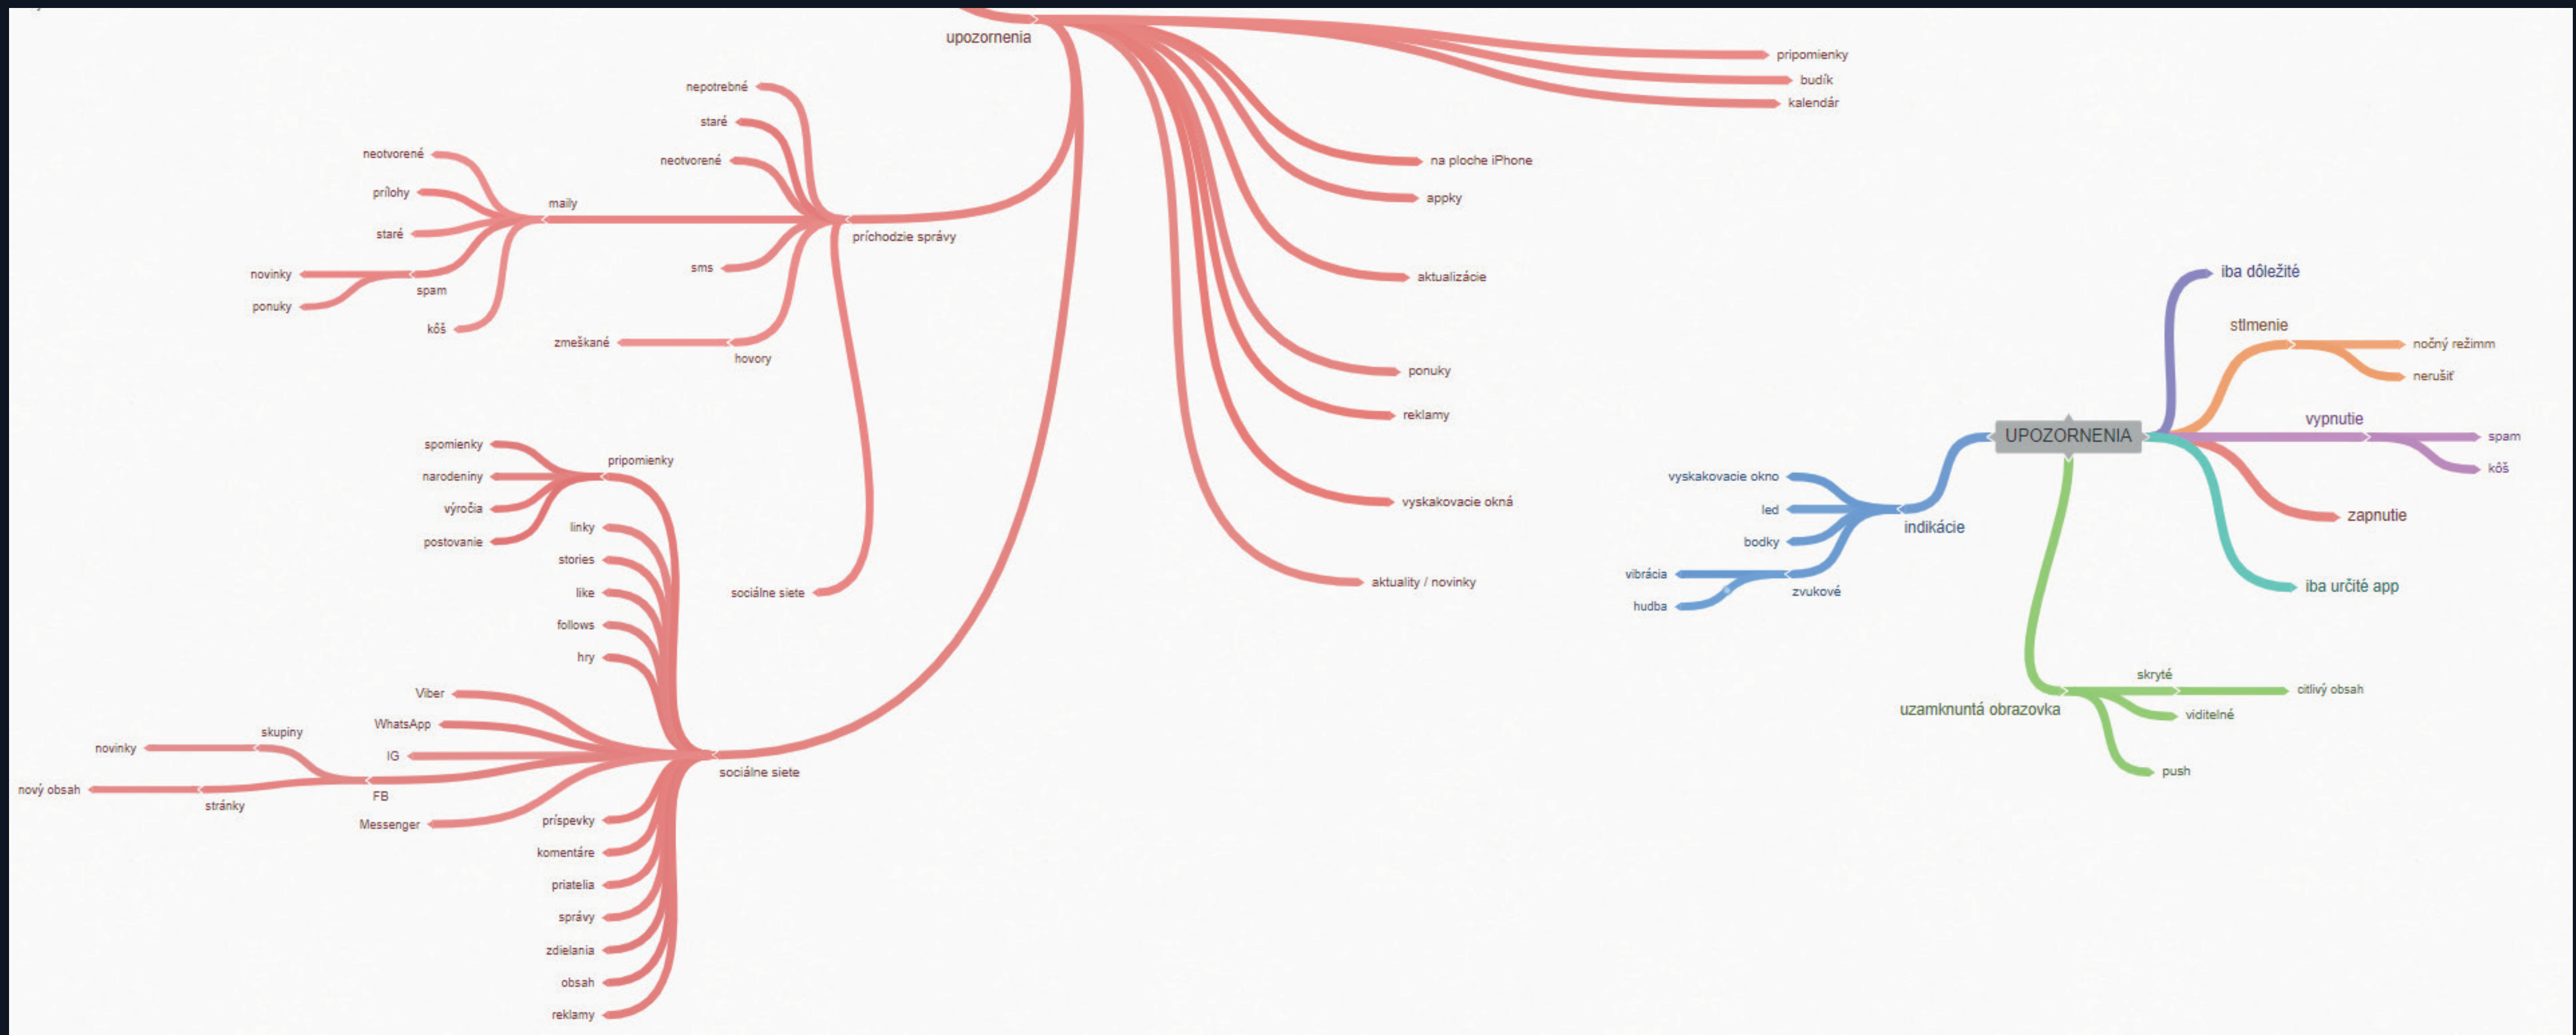 upozornenia
pripomienky
budík
kalendár
nepotrebné
staré
neotvorené
neotvorené
prílohy
staré
maily
príchodzie správy
novinky
ponuky
spam
kôš
sms
zmeškané
hovory
sociálne siete
na ploche iPhone
appky
aktualizácie
ponuky
reklamy
vyskakovacie okná
aktuality / novinky
spomienky
narodeniny
výročia
postovanie
pripomienky
linky
stories
like
follows
hry
Viber
WhatsApp
IG
skupiny
novinky
nový obsah
stránky
FB
Messenger
sociálne siete
príspevky
komentáre
priatelia
správy
zdielania
obsah
reklamy
UPOZORNENIA
iba dôležité
stlmenie
nočný režimm
nerušiť
vypnutie
spam
kôš
zapnutie
iba určité app
indikácie
vyskakovacie okno
led
bodky
vibrácia
hudba
zvukové
uzamknuntá obrazovka
skryté
citlivý obsah
viditelné
push